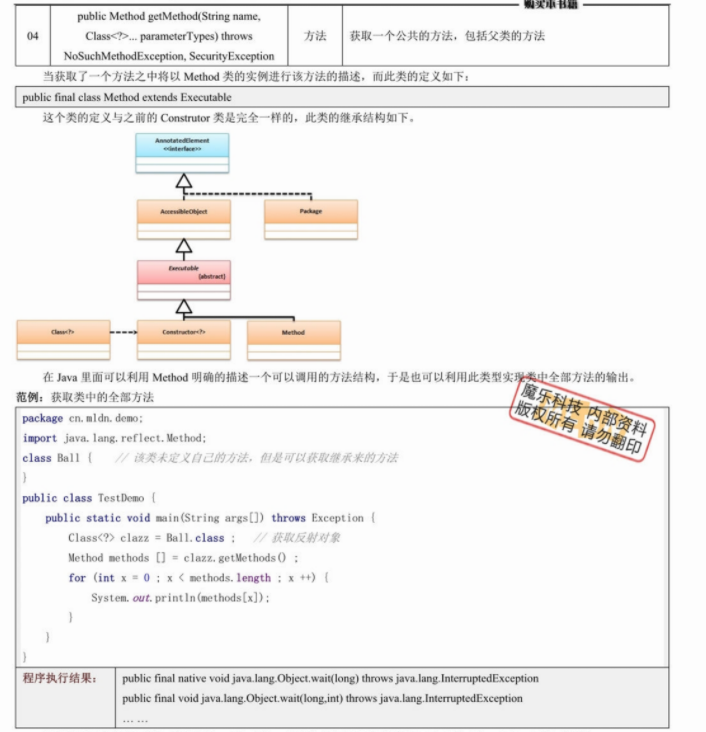 购买本书籍
public Method getMethod(String name,
04 Class<?>... parameterTypes) throws 方法 获取一个公共的方法，包括父类的方法
NoSuchMethodException, SecurityException
当获取了一个方法之中将以 Method 类的实例进行该方法的描述，而此类的定义如下：
public final class Method extends Executable
这个类的定义与之前的 Construtor 类是完全一样的，此类的继承结构如下。
AnnotatedElement
<<interface>>
AccessibleObject Package
Executable
{abstract}
Class<?> Constructor<?> Method
在 Java 里面可以利用 Method 明确的描述一个可以调用的方法结构，于是也可以利用此类型实现类中全部方法的输出。
范例：获取类中的全部方法
魔乐科技 内部资料
版权所有 请勿翻印
package cn.mldn.demo;
import java.lang.reflect.Method;
class Ball { // 该类未定义自己的方法，但是可以获取继承来的方法
}
public class TestDemo {
public static void main(String args[]) throws Exception {
Class<?> clazz = Ball.class ; // 获取反射对象
Method methods [] = clazz.getMethods() ;
for (int x = 0 ; x < methods.length ; x ++) {
System.out.println(methods[x]);
}
}
}
程序执行结果： public final native void java.lang.Object.wait(long) throws java.lang.InterruptedException
public final void java.lang.Object.wait(long,int) throws java.lang.InterruptedException
… …